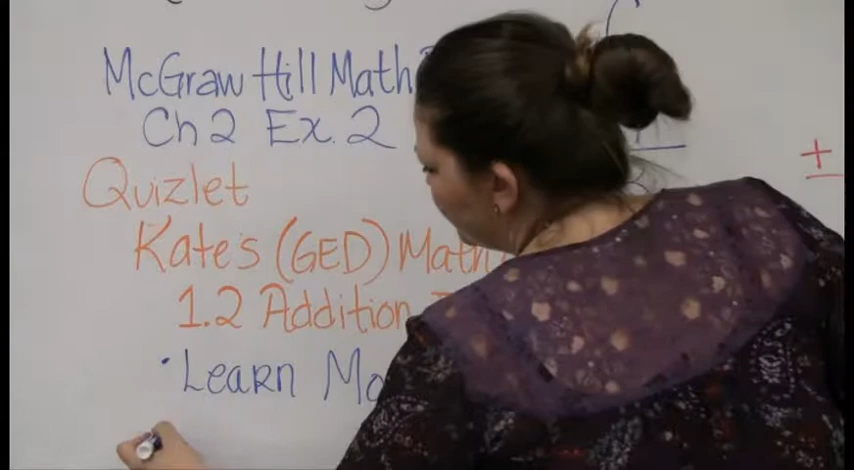 McGraw Hill Math
Ch 2 Ex. 2
Quizlet
Kate's (GED) Math
1.2 Addition
• Learn
+